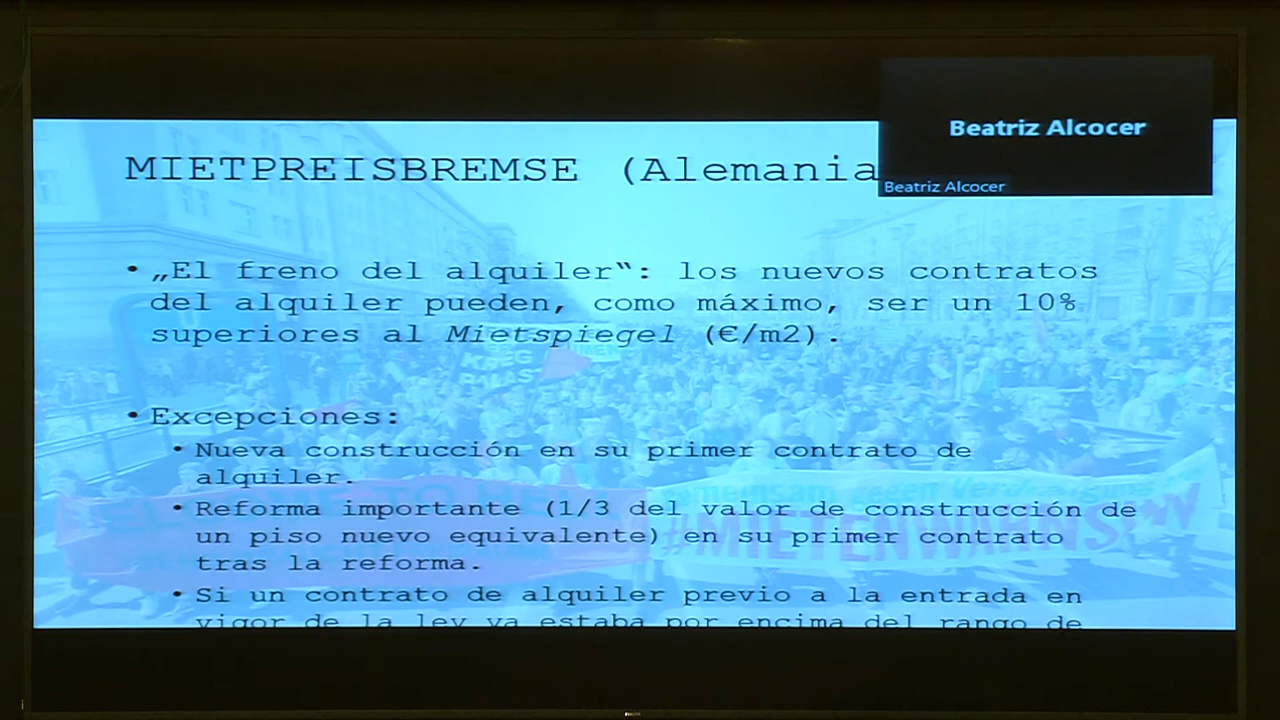 Beatriz Alcocer
Beatriz Alcocer
MIETPREISBREMSE (Alemania
• „El freno del alquiler“: los nuevos contratos
del alquiler pueden, como máximo, ser un 10%
superiores al Mietspiegel (€/m2).
• Excepciones:
• Nueva construcción en su primer contrato de
alquiler.
• Reforma importante (1/3 del valor de construcción de
un piso nuevo equivalente) en su primer contrato
tras la reforma.
• Si un contrato de alquiler previo a la entrada en
vigor de la ley ya estaba por encima del rango de
#MIETENWAHNSINN